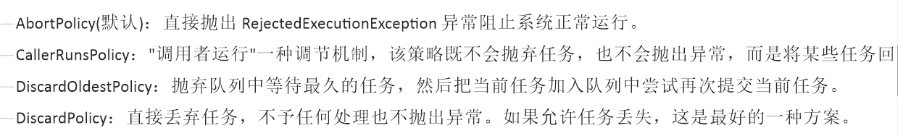 AbortPolicy(默认)：直接抛出 RejectedExecutionException 异常阻止系统正常运行。
CallerRunsPolicy："调用者运行"一种调节机制，该策略既不会抛弃任务，也不会抛出异常，而是将某些任务回
DiscardOldestPolicy：抛弃队列中等待最久的任务，然后把当前任务加入队列中尝试再次提交当前任务。
DiscardPolicy：直接丢弃任务，不予任何处理也不抛出异常。如果允许任务丢失，这是最好的一种方案。